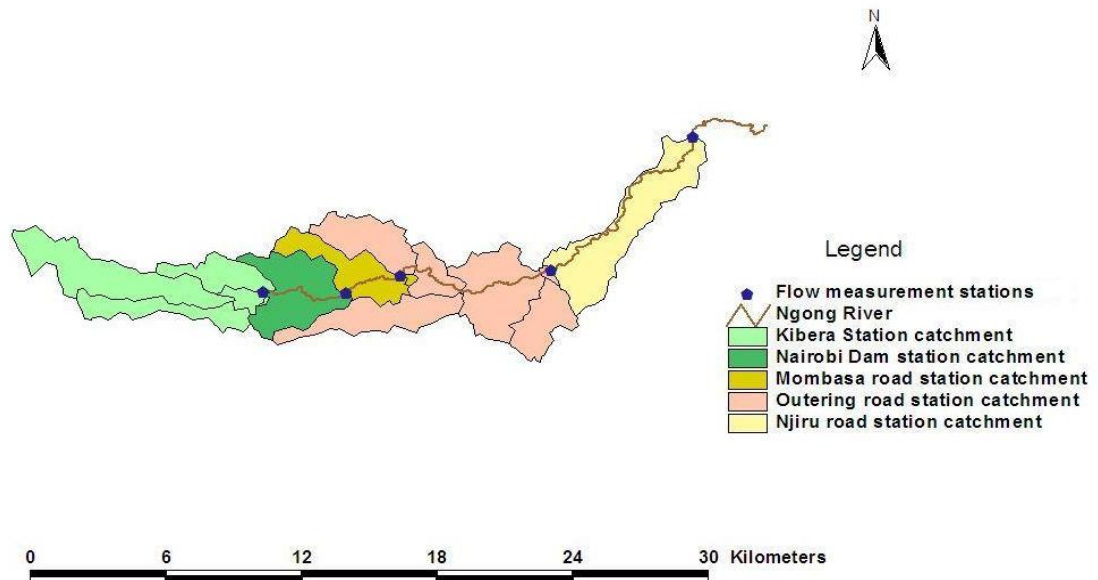 N
Legend
Flow measurement stations
Ngong River
Kibera Station catchment
Nairobi Dam station catchment
Mombasa road station catchment
Outering road station catchment
Njiru road station catchment
0 6 12 18 24 30 Kilometers